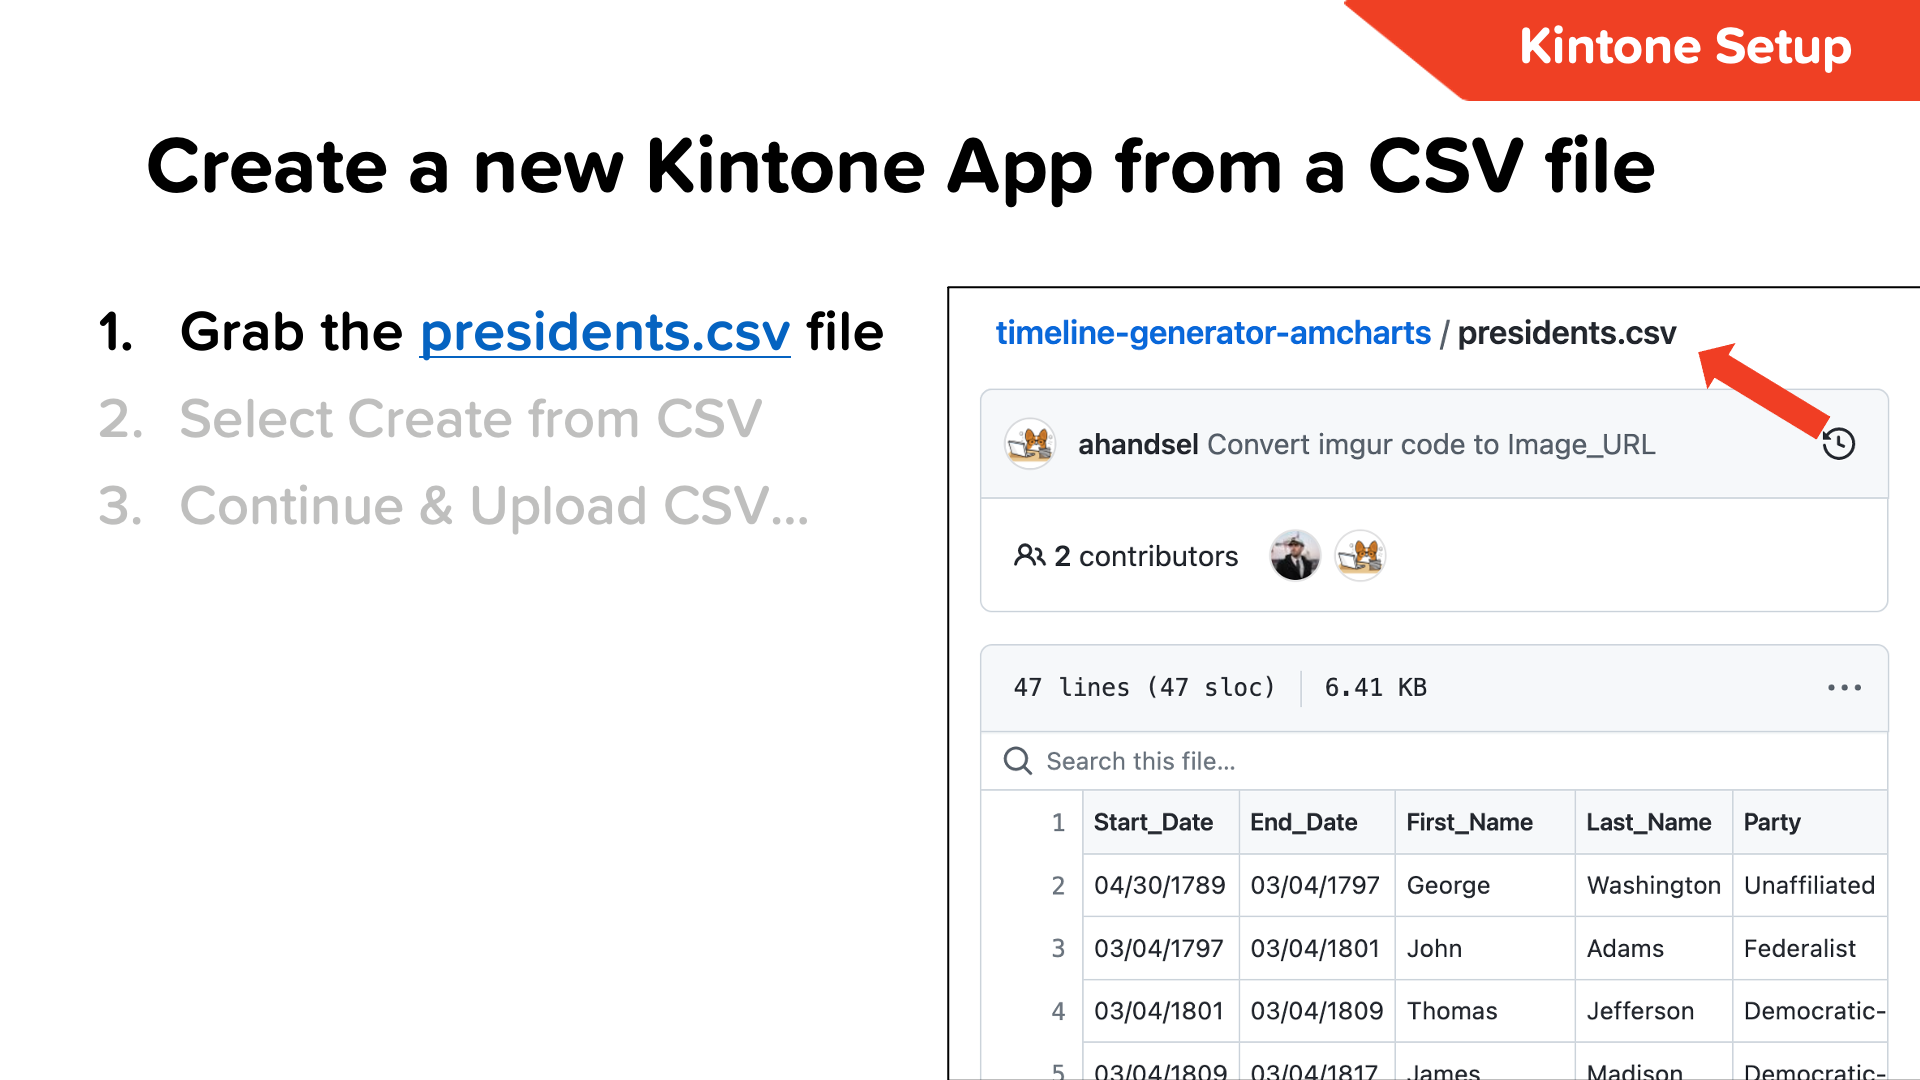 Kintone Setup
Create a new Kintone App from a CSV file
1. Grab the presidents.csv file
2. Select Create from CSV
3. Continue & Upload CSV...
timeline-generator-amcharts / presidents.csv
ahandsel Convert imgur code to Image_URL
2 contributors
47 lines (47 sloc) 6.41 KB
Search this file...
1 Start_Date End_Date First_Name Last_Name Party
2 04/30/1789 03/04/1797 George Washington Unaffiliated
3 03/04/1797 03/04/1801 John Adams Federalist
4 03/04/1801 03/04/1809 Thomas Jefferson Democratic-
5 03/04/1809 03/04/1817 James Madison Democratic-